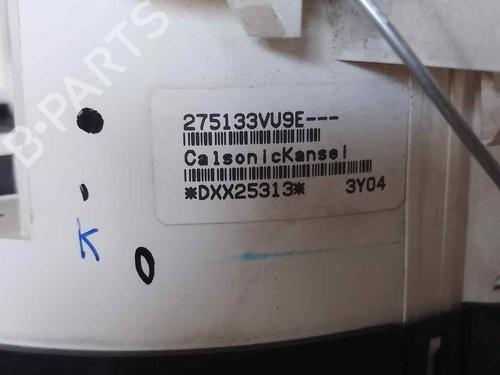 B-PARTS
275133VU9E---
CalsonicKansei
*DXX25313*
3Y04
K
0